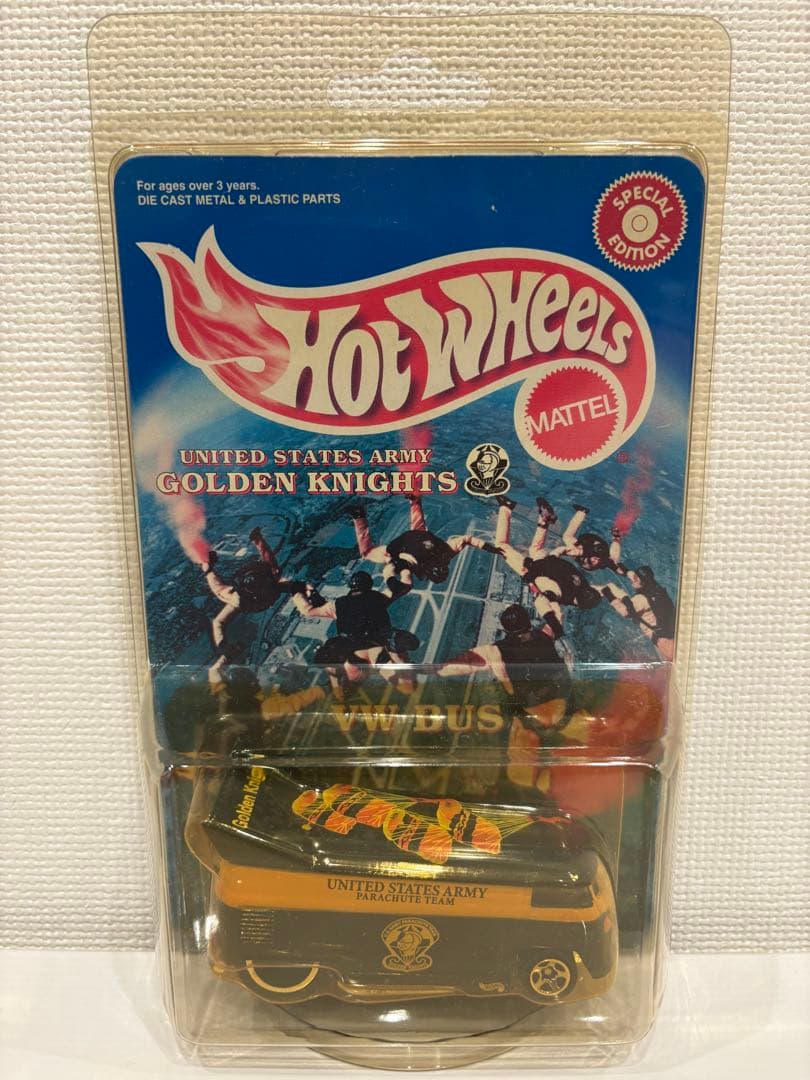 For ages over 3 years.
DIE CAST METAL & PLASTIC PARTS
SPECIAL
EDITION
Hot Wheels
MATTEL
®
UNITED STATES ARMY
GOLDEN KNIGHTS
VW BUS
Golden
UNITED STATES ARMY
PARACHUTE TEAM